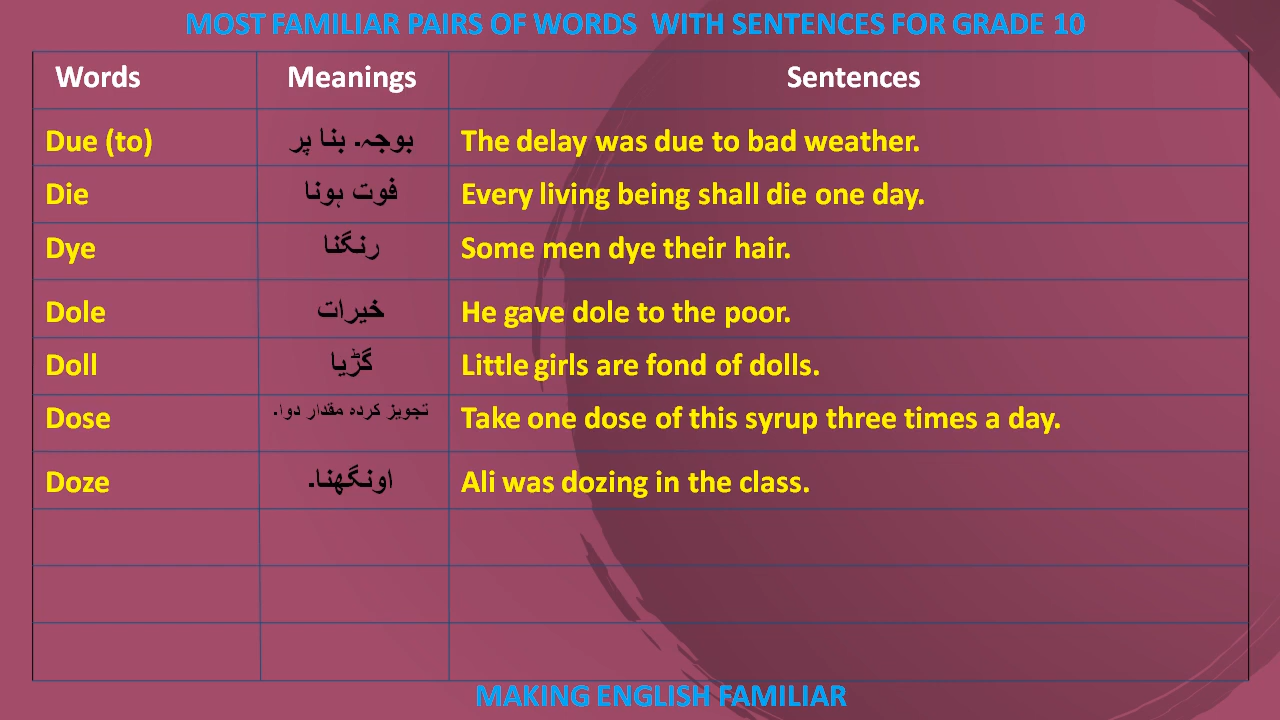 MOST FAMILIAR PAIRS OF WORDS WITH SENTENCES FOR GRADE 10
Words Meanings Sentences
Due (to) بوجہ۔ بنا پر The delay was due to bad weather.
Die فوت ہونا Every living being shall die one day.
Dye رنگنا Some men dye their hair.
Dole خیرات He gave dole to the poor.
Doll گڑیا Little girls are fond of dolls.
Dose تجویز کردہ مقدار دوا۔ Take one dose of this syrup three times a day.
Doze اونگھنا۔ Ali was dozing in the class.
MAKING ENGLISH FAMILIAR